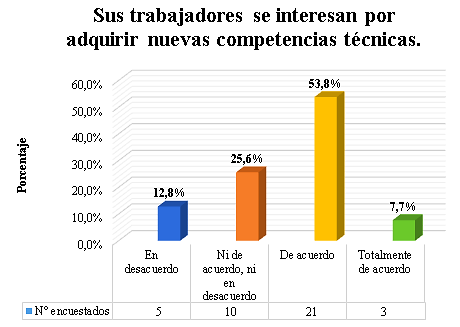 Sus trabajadores se interesan por
adquirir nuevas competencias técnicas.
Porcentaje
60,0%
50,0%
40,0%
30,0%
20,0%
10,0%
0,0%
12,8%
25,6%
53,8%
7,7%
En
desacuerdo
Ni de
acuerdo, ni
en
desacuerdo
De acuerdo
Totalmente
de acuerdo
Nº encuestados 5 10 21 3